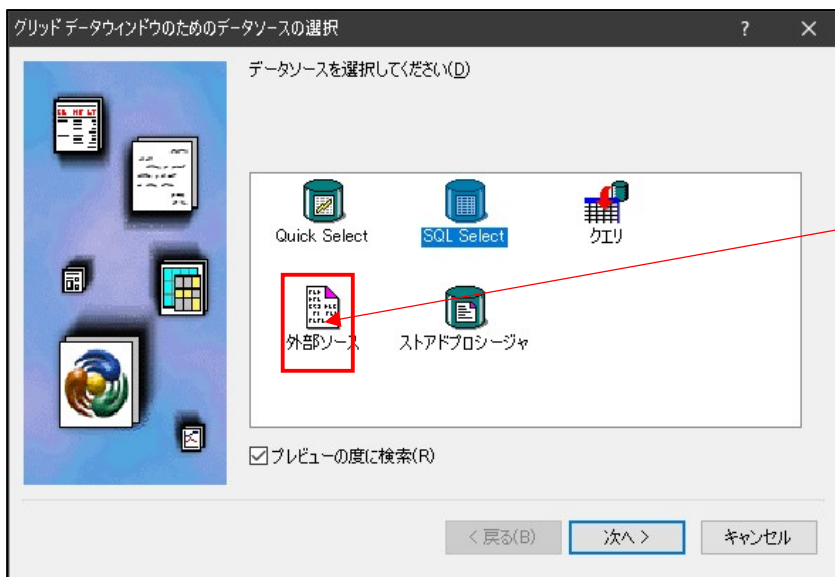 グリッド データウィンドウのためのデータソースの選択
データソースを選択してください(D)
Quick Select
SQL Select
クエリ
外部ソース
ストアドプロシージャ
プレビューの度に検索(R)
< 戻る(B)
次へ >
キャンセル